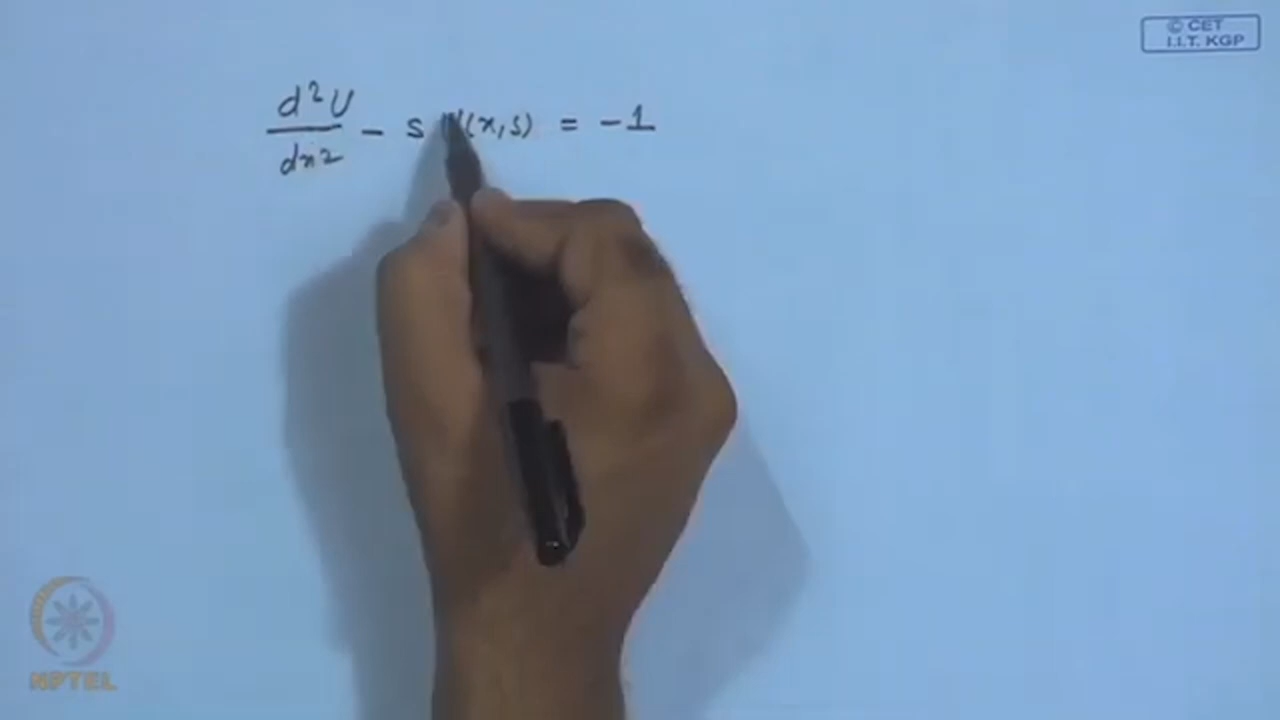 © CET
I.I.T. KGP
d²U/dx² - s U(x,s) = -1
NPTEL